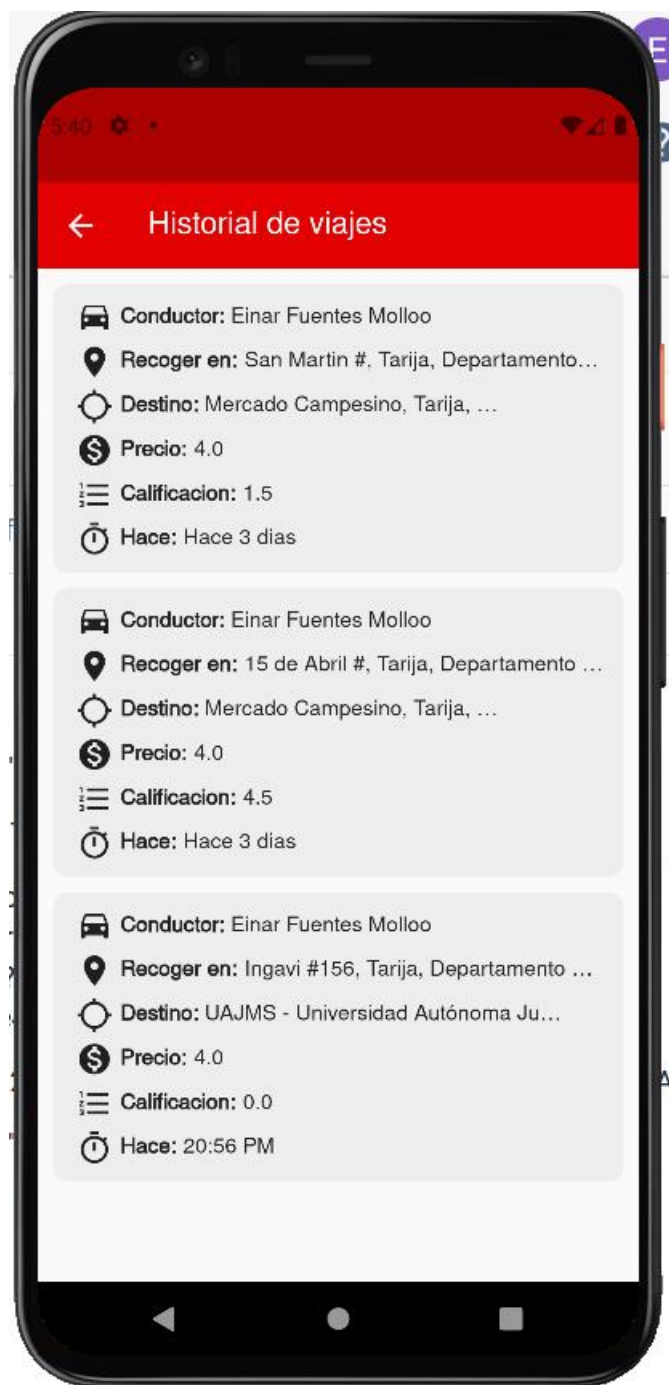 E
5:40
?
Historial de viajes
Conductor: Einar Fuentes Molloo
Recoger en: San Martin #, Tarija, Departamento…
Destino: Mercado Campesino, Tarija, …
Precio: 4.0
Calificacion: 1.5
Hace: Hace 3 dias
Conductor: Einar Fuentes Molloo
Recoger en: 15 de Abril #, Tarija, Departamento …
Destino: Mercado Campesino, Tarija, …
Precio: 4.0
Calificacion: 4.5
Hace: Hace 3 dias
Conductor: Einar Fuentes Molloo
Recoger en: Ingavi #156, Tarija, Departamento …
Destino: UAJMS - Universidad Autónoma Ju…
Precio: 4.0
Calificacion: 0.0
Hace: 20:56 PM